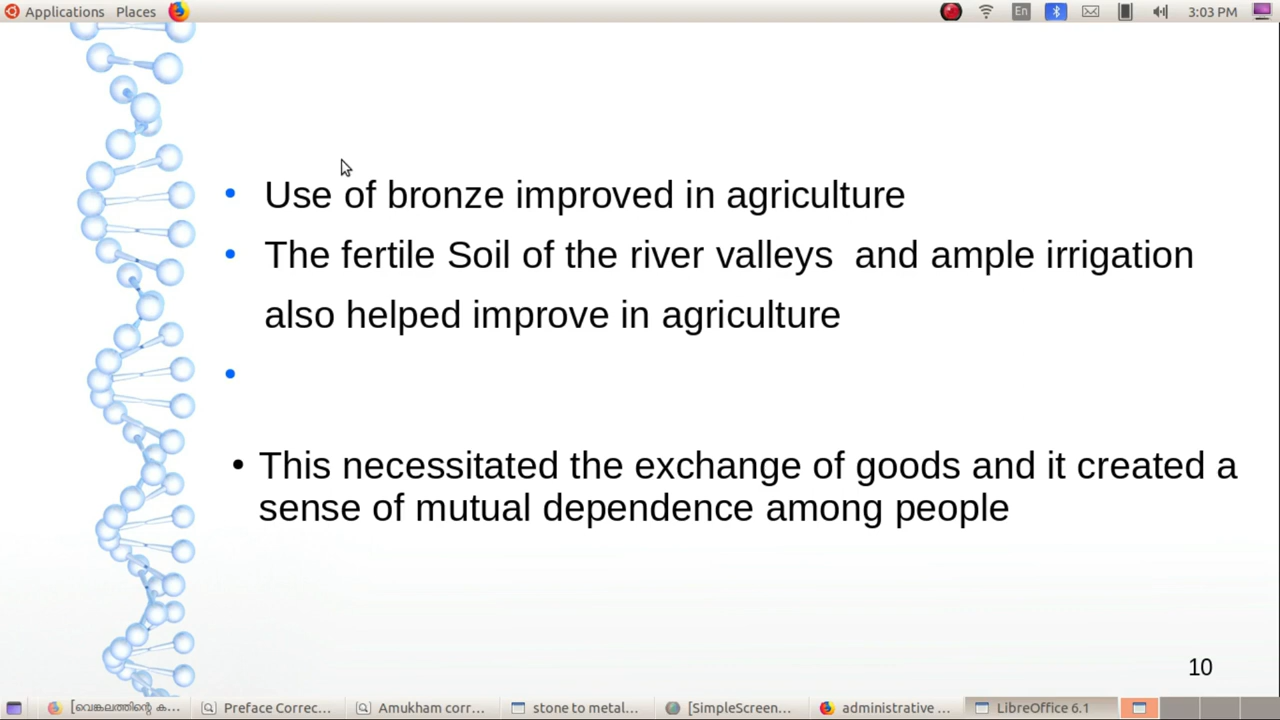 Applications Places En 3:03 PM
• Use of bronze improved in agriculture
• The fertile Soil of the river valleys and ample irrigation
also helped improve in agriculture
•
• This necessitated the exchange of goods and it created a
sense of mutual dependence among people
10
[വെങ്കലത്തിന്റെ ക... Preface Correc... Amukham corr... stone to metal... [SimpleScreen... administrative ... LibreOffice 6.1